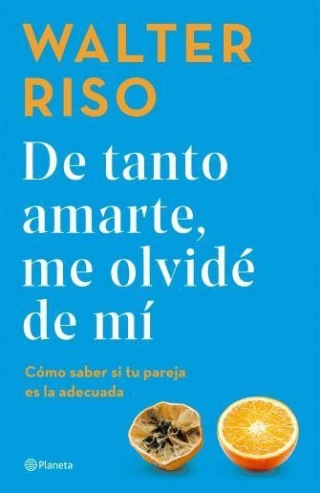 WALTER
RISO
De tanto
amarte,
me olvidé
de mí
Cómo saber si tu pareja
es la adecuada
Planeta